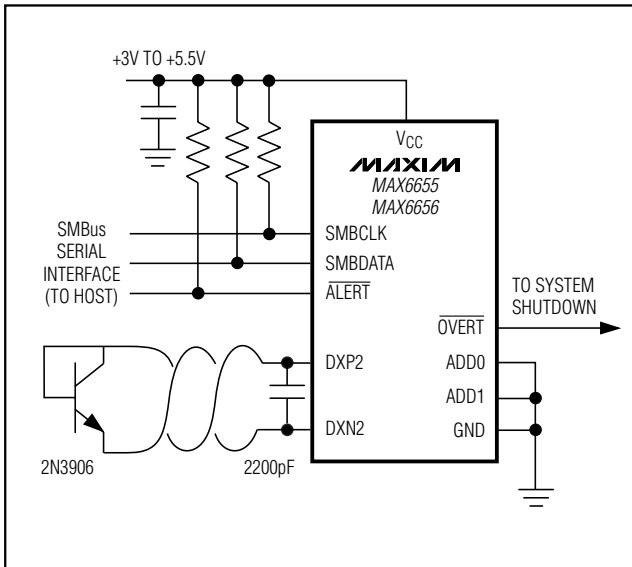 +3V TO +5.5V
VCC
MAXIM
MAX6655
MAX6656
SMBus
SERIAL
INTERFACE
(TO HOST)
SMBCLK
SMBDATA
ALERT
TO SYSTEM
SHUTDOWN
OVERT
DXP2
ADD0
ADD1
DXN2
GND
2N3906
2200pF